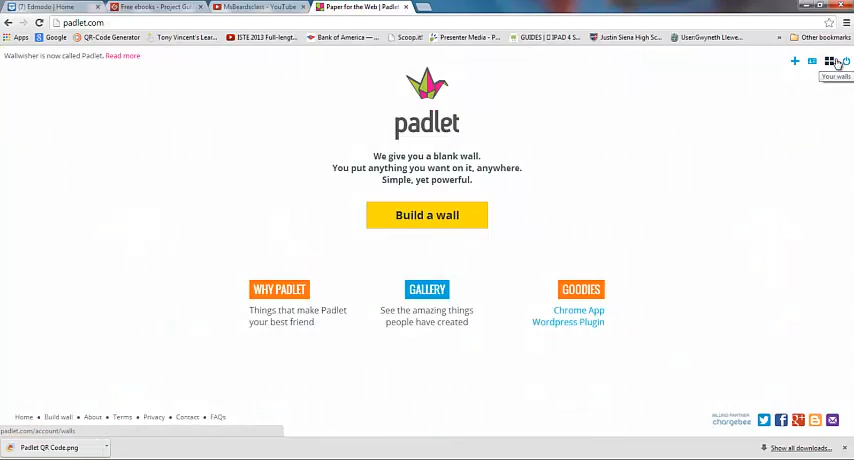 (7) Edmodo | Home
Free ebooks - Project Gu
MsBeardsclass - YouTube
Paper for the Web | Padlet
padlet.com
Apps
Google
QR-Code Generator
Tony Vincent's Lear...
ISTE 2013 Full-length...
Bank of America — ...
Scoop.it!
Presenter Media - P...
GUIDES | IPAD 4 S...
Justin Siena High Sc...
UserGwyneth Llewe...
»
Other bookmarks
Wallwisher is now called Padlet. Read more
Your walls
padlet
We give you a blank wall.
You put anything you want on it, anywhere.
Simple, yet powerful.
Build a wall
WHY PADLET
Things that make Padlet
your best friend
GALLERY
See the amazing things
people have created
GOODIES
Chrome App
Wordpress Plugin
Home • Build wall • About • Terms • Privacy • Contact • FAQs
BILLING PARTNER
chargebee
padlet.com/account/walls
Padlet QR Code.png
Show all downloads...